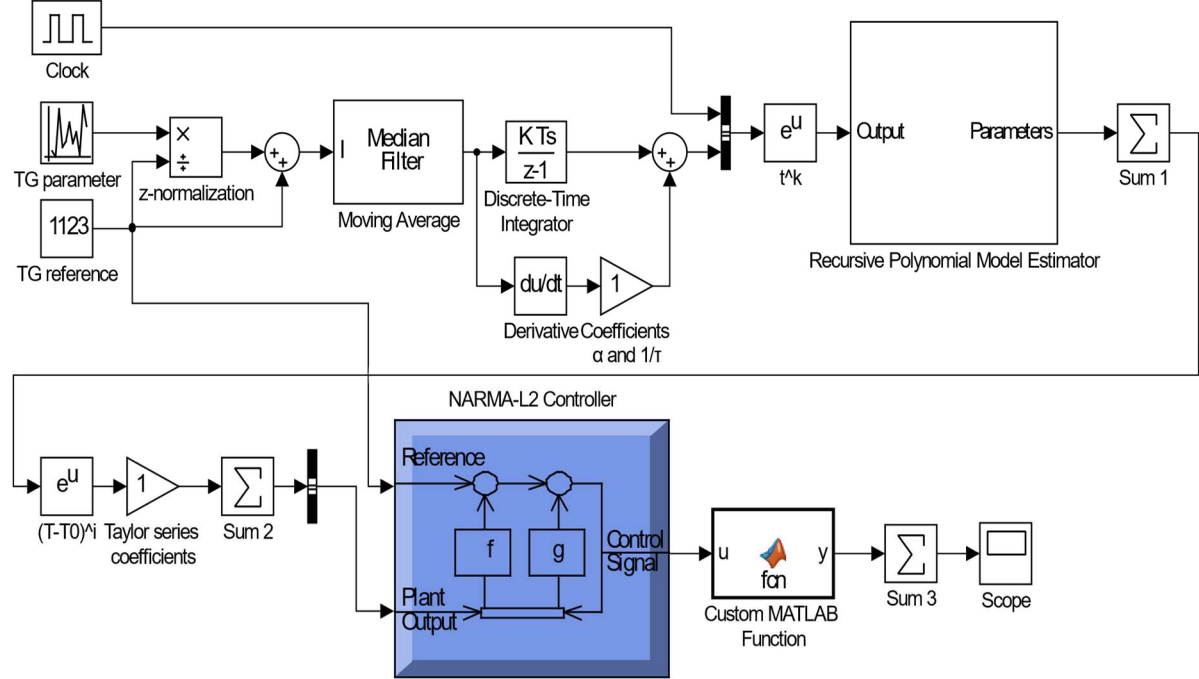 Clock
TG parameter
×
÷
z-normalization
1123
TG reference
+
+
I
Median
Filter
Moving Average
K Ts
z-1
Discrete-Time
Integrator
du/dt
Derivative
1
Coefficients
α and 1/τ
+
+
e^u
t^k
Output
Parameters
Recursive Polynomial Model Estimator
Σ
Sum 1
e^u
(T-T0)^i
1
Taylor series
coefficients
Σ
Sum 2
NARMA-L2 Controller
Reference
f
g
Control
Signal
Plant
Output
u
fcn
y
Custom MATLAB
Function
Σ
Sum 3
Scope